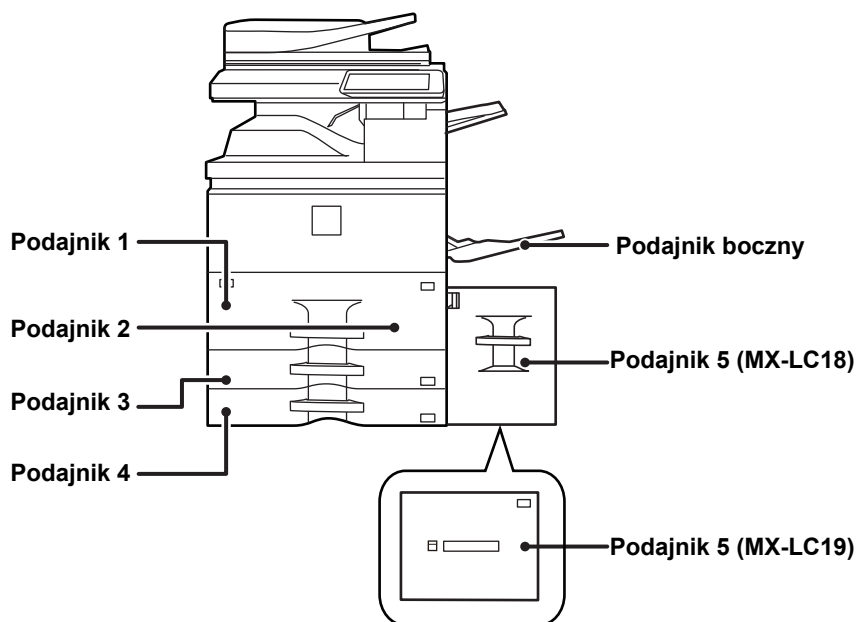 Podajnik 1
Podajnik boczny
Podajnik 2
Podajnik 5 (MX-LC18)
Podajnik 3
Podajnik 4
Podajnik 5 (MX-LC19)